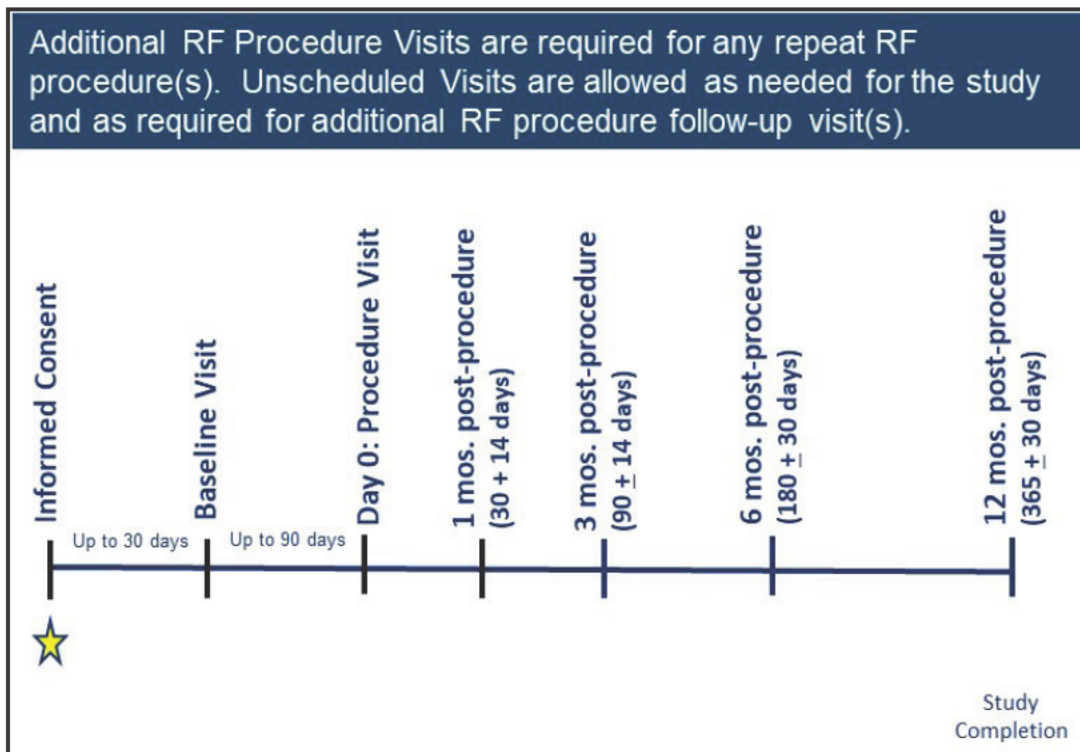 Additional RF Procedure Visits are required for any repeat RF
procedure(s). Unscheduled Visits are allowed as needed for the study
and as required for additional RF procedure follow-up visit(s).
Informed Consent
Baseline Visit
Day 0: Procedure Visit
1 mos. post-procedure
(30 + 14 days)
3 mos. post-procedure
(90 ± 14 days)
6 mos. post-procedure
(180 ± 30 days)
12 mos. post-procedure
(365 ± 30 days)
Up to 30 days
Up to 90 days
Study
Completion